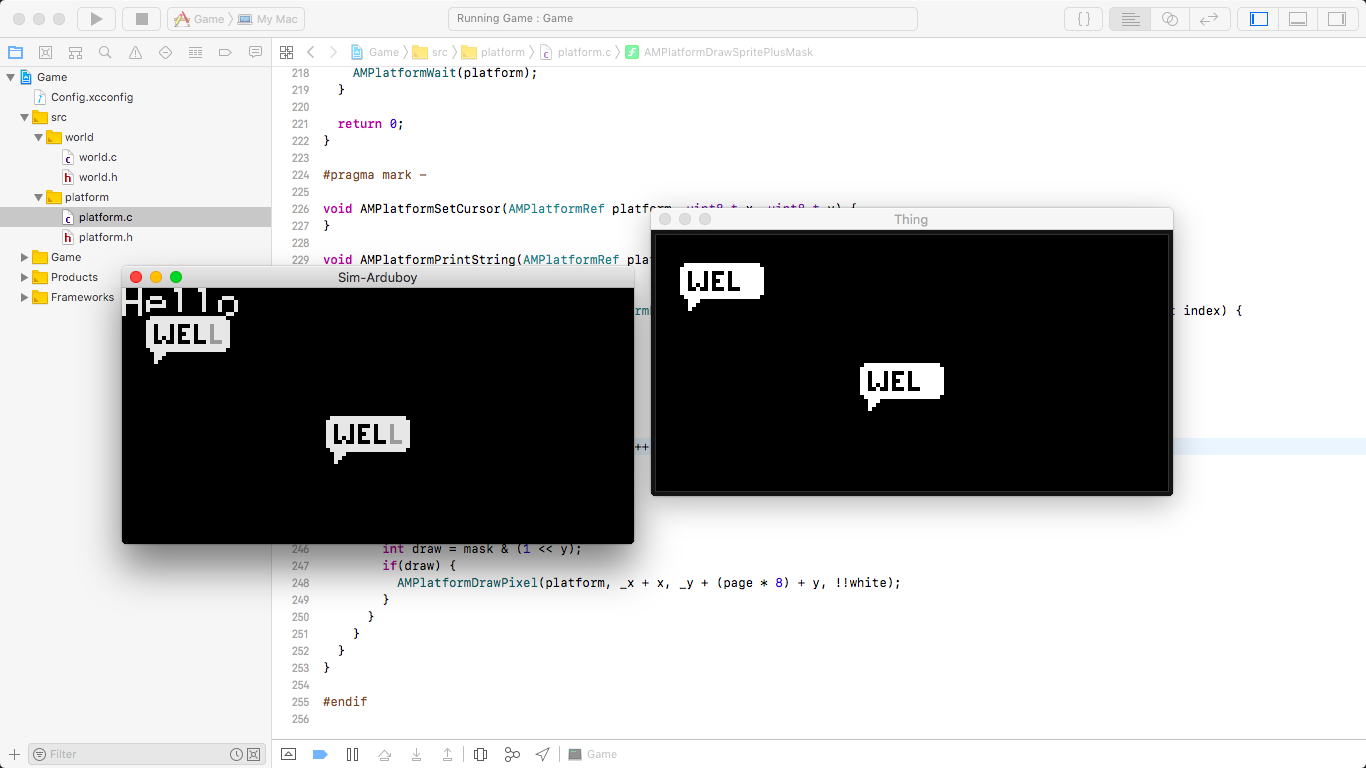 Game 〉 My Mac
Running Game : Game
Game 〉 src 〉 platform 〉 platform.c 〉 AMPlatformDrawSpritePlusMask
Game
Config.xcconfig
src
world
world.c
world.h
platform
platform.c
platform.h
Game
Products
Frameworks
218 AMPlatformWait(platform);
219 }
220
221 return 0;
222 }
223
224 #pragma mark -
225
226 void AMPlatformSetCursor(AMPlatformRef platform, uint8_t x, uint8_t y) {
227 }
228
229 void AMPlatformPrintString(AMPlatformRef
index) {
++
Sim-Arduboy
Hello
WELL
WELL
Thing
WEL
WEL
246 int draw = mask & (1 << y);
247 if(draw) {
248 AMPlatformDrawPixel(platform, _x + x, _y + (page * 8) + y, !!white);
249 }
250 }
251 }
252 }
253 }
254
255 #endif
256
Filter
Game